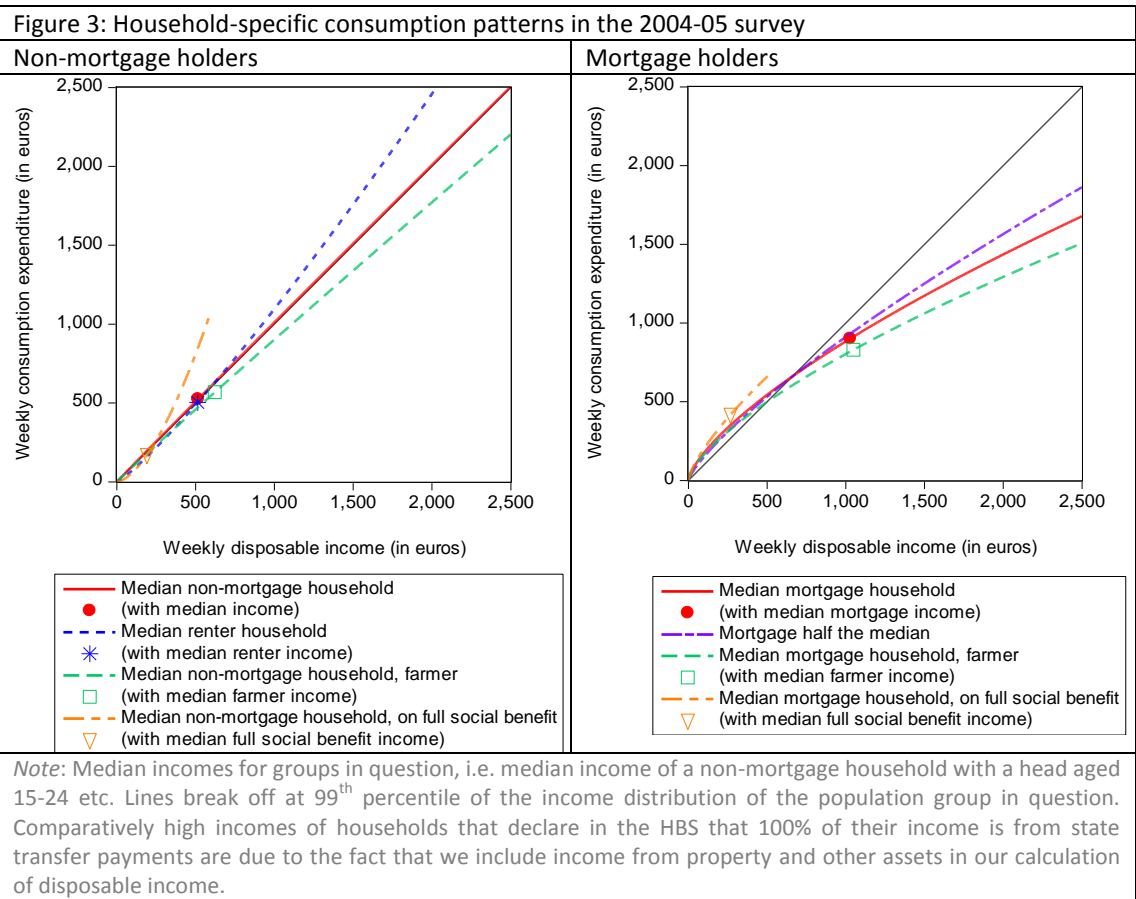 Figure 3: Household-specific consumption patterns in the 2004-05 survey
Non-mortgage holders
Mortgage holders
Weekly consumption expenditure (in euros)
2,500
2,000
1,500
1,000
500
0
0 500 1,000 1,500 2,000 2,500
Weekly disposable income (in euros)
Median non-mortgage household
(with median income)
Median renter household
(with median renter income)
Median non-mortgage household, farmer
(with median farmer income)
Median non-mortgage household, on full social benefit
(with median full social benefit income)
Weekly consumption expenditure (in euros)
2,500
2,000
1,500
1,000
500
0
0 500 1,000 1,500 2,000 2,500
Weekly disposable income (in euros)
Median mortgage household
(with median mortgage income)
Mortgage half the median
Median mortgage household, farmer
(with median farmer income)
Median mortgage household, on full social benefit
(with median full social benefit income)
Note: Median incomes for groups in question, i.e. median income of a non-mortgage household with a head aged
15-24 etc. Lines break off at 99th percentile of the income distribution of the population group in question.
Comparatively high incomes of households that declare in the HBS that 100% of their income is from state
transfer payments are due to the fact that we include income from property and other assets in our calculation
of disposable income.